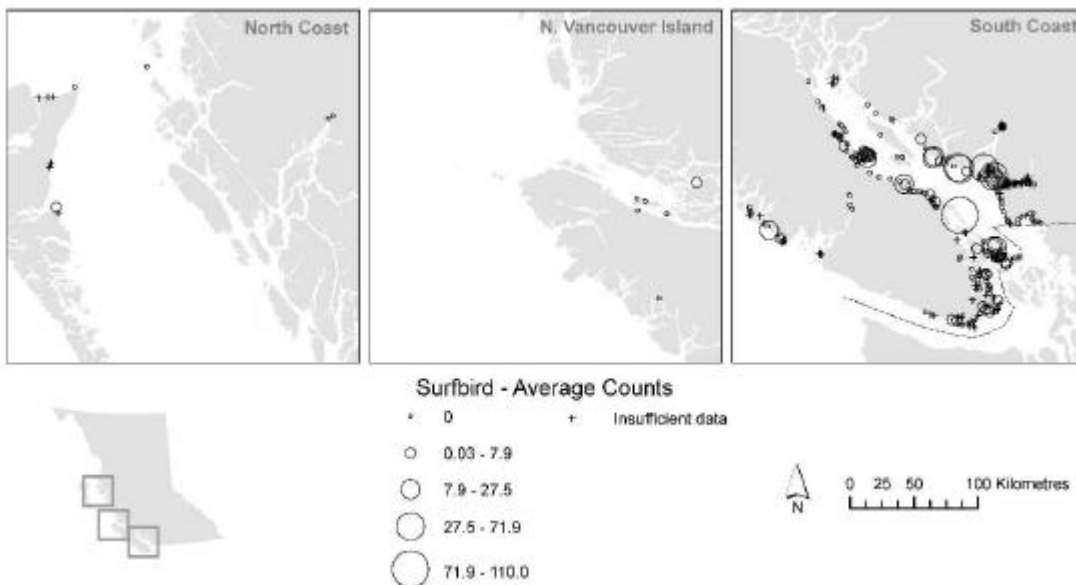 North Coast
N. Vancouver Island
South Coast
Surfbird - Average Counts
0
Insufficient data
0.03 - 7.9
7.9 - 27.5
27.5 - 71.9
71.9 - 110.0
N
0 25 50 100 Kilometres